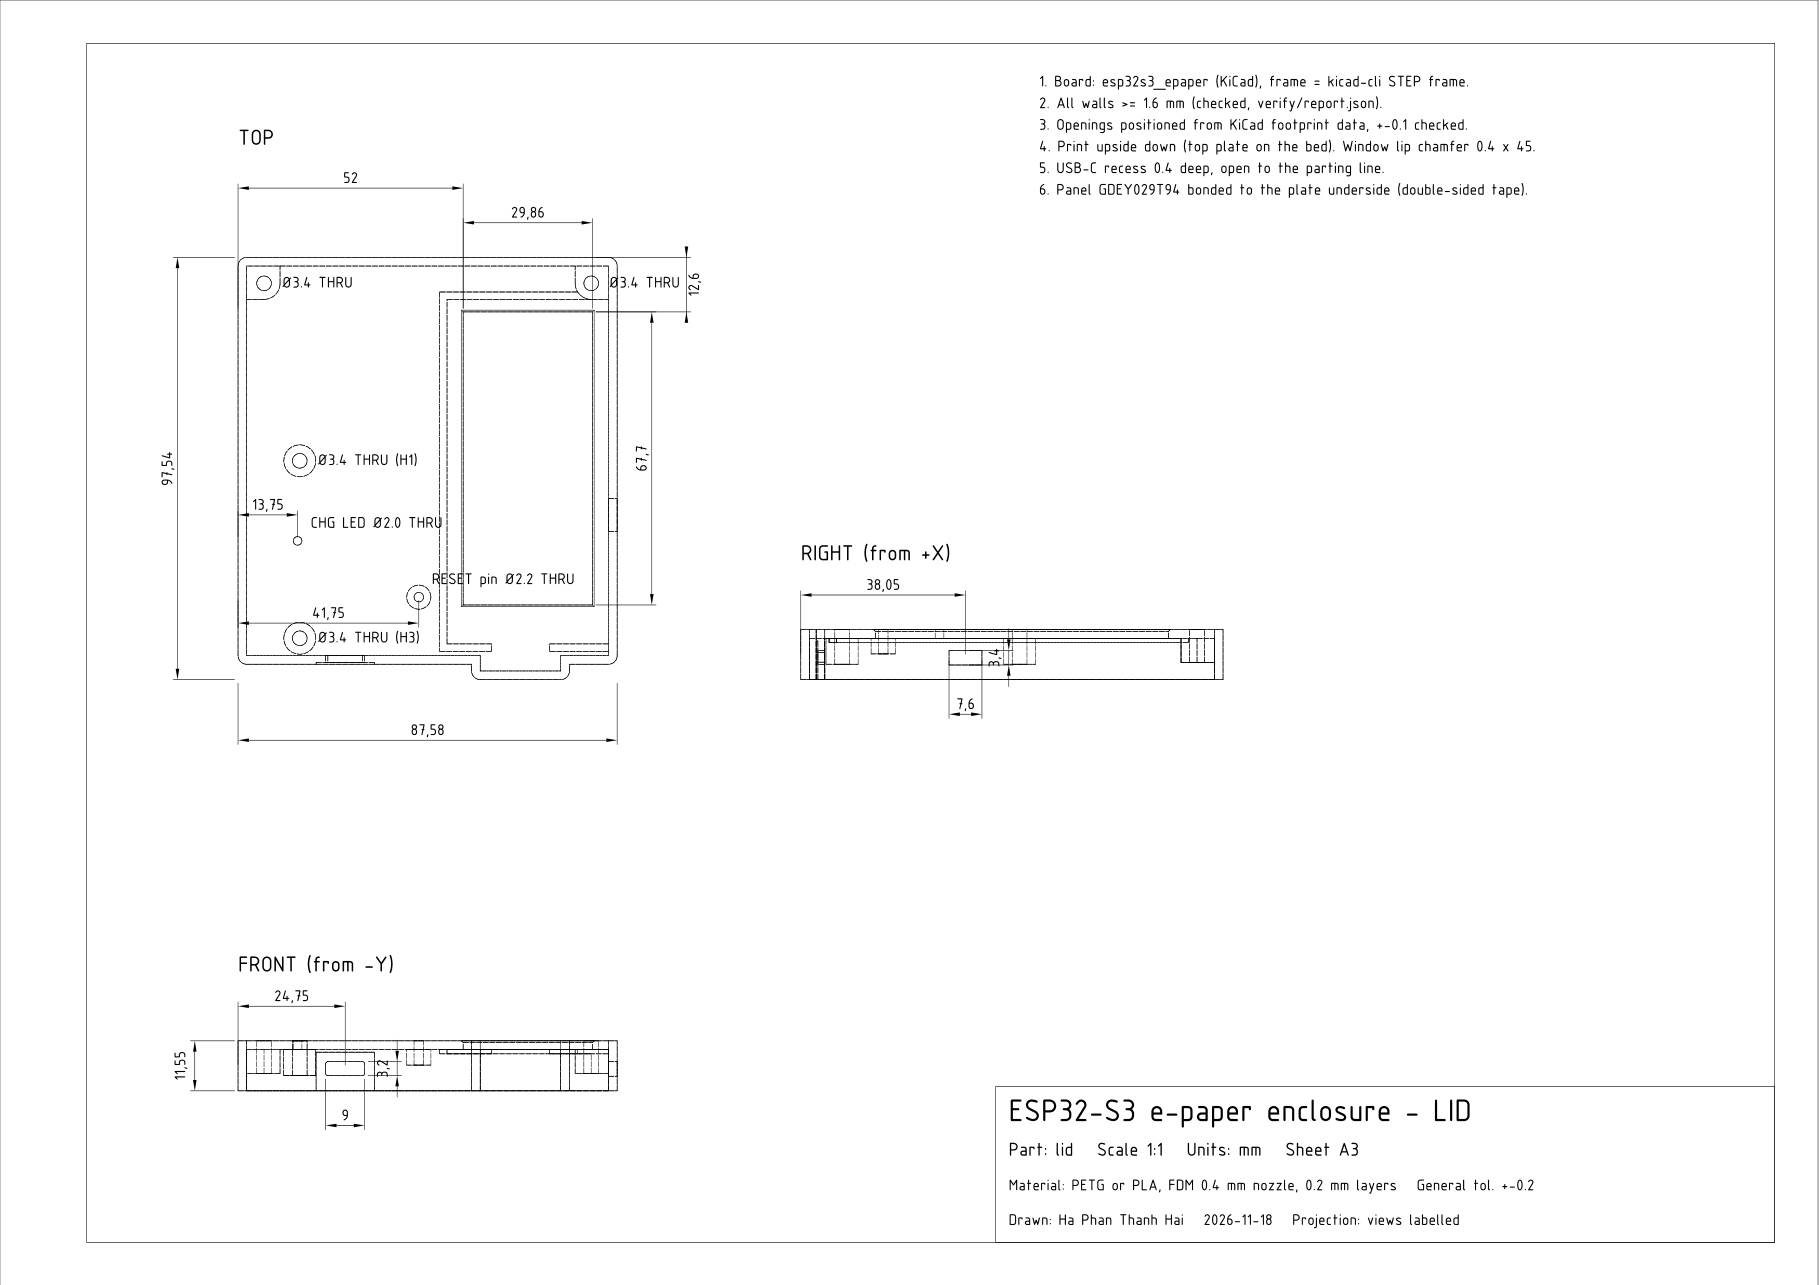 1. Board: esp32s3_epaper (KiCad), frame = kicad-cli STEP frame.
2. All walls >= 1.6 mm (checked, verify/report.json).
3. Openings positioned from KiCad footprint data, +-0.1 checked.
4. Print upside down (top plate on the bed). Window lip chamfer 0.4 x 45.
5. USB-C recess 0.4 deep, open to the parting line.
6. Panel GDEY029T94 bonded to the plate underside (double-sided tape).
TOP
52
29,86
Ø3.4 THRU
Ø3.4 THRU
12,6
97,54
Ø3.4 THRU (H1)
67,7
13,75
CHG LED Ø2.0 THRU
RESET pin Ø2.2 THRU
41,75
Ø3.4 THRU (H3)
87,58
RIGHT (from +X)
38,05
3,4
7,6
FRONT (from -Y)
24,75
11,55
3,2
9
ESP32-S3 e-paper enclosure - LID
Part: lid Scale 1:1 Units: mm Sheet A3
Material: PETG or PLA, FDM 0.4 mm nozzle, 0.2 mm layers General tol. +-0.2
Drawn: Ha Phan Thanh Hai 2026-11-18 Projection: views labelled